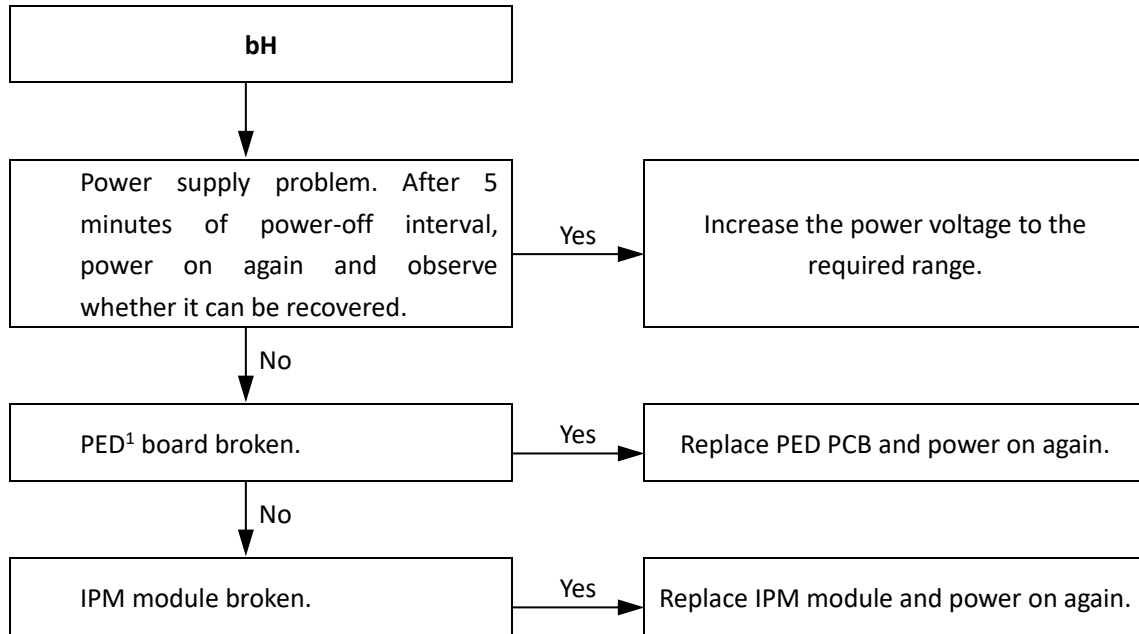 bH
Power supply problem. After 5
minutes of power-off interval,
power on again and observe
whether it can be recovered.
Yes
Increase the power voltage to the
required range.
No
PED¹ board broken.
Yes
Replace PED PCB and power on again.
No
IPM module broken.
Yes
Replace IPM module and power on again.